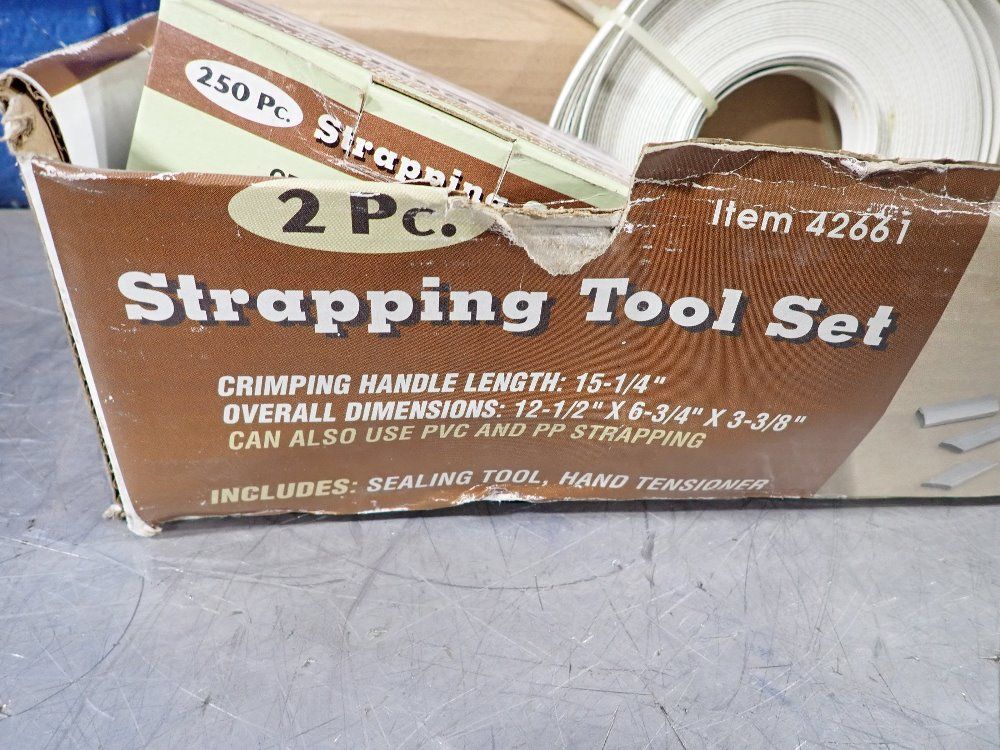 250 Pc.
Strapping
2 Pc.
Item 42661
Strapping Tool Set
CRIMPING HANDLE LENGTH: 15-1/4"
OVERALL DIMENSIONS: 12-1/2" X 6-3/4" X 3-3/8"
CAN ALSO USE PVC AND PP STRAPPING
INCLUDES: SEALING TOOL, HAND TENSIONER